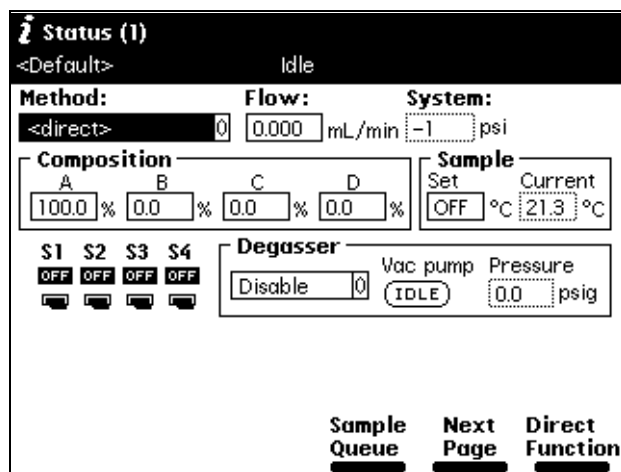 i Status (1)
<Default> Idle
Method: Flow: System:
<direct> 0 0.000 mL/min -1 psi
Composition Sample
A B C D Set Current
100.0 % 0.0 % 0.0 % 0.0 % OFF °C 21.3 °C
S1 S2 S3 S4 Degasser
OFF OFF OFF OFF Disable 0 Vac pump Pressure
IDLE 0.0 psig
Sample Next Direct
Queue Page Function